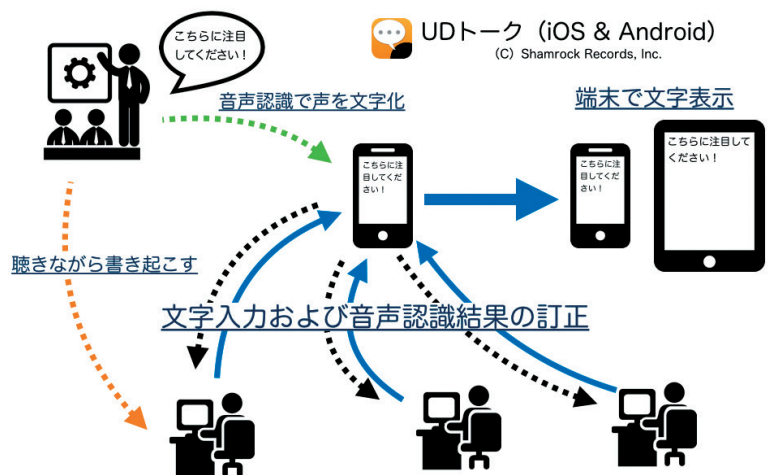 こちらに注目
してください！
UDトーク（iOS & Android）
(C) Shamrock Records, Inc.
音声認識で声を文字化
端末で文字表示
こちらに注
目してくだ
さい！
こちらに注
目してくだ
さい！
こちらに注目して
ください！
聴きながら書き起こす
文字入力および音声認識結果の訂正